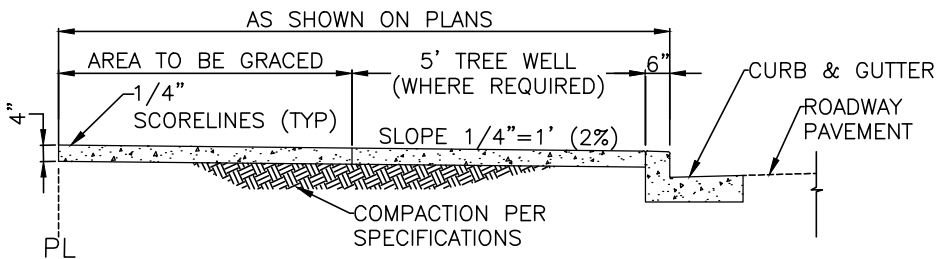 AS SHOWN ON PLANS
AREA TO BE GRACED
5' TREE WELL
(WHERE REQUIRED)
6"
CURB & GUTTER
ROADWAY
PAVEMENT
4"
1/4"
SCORELINES (TYP)
SLOPE 1/4"=1' (2%)
COMPACTION PER
SPECIFICATIONS
PL